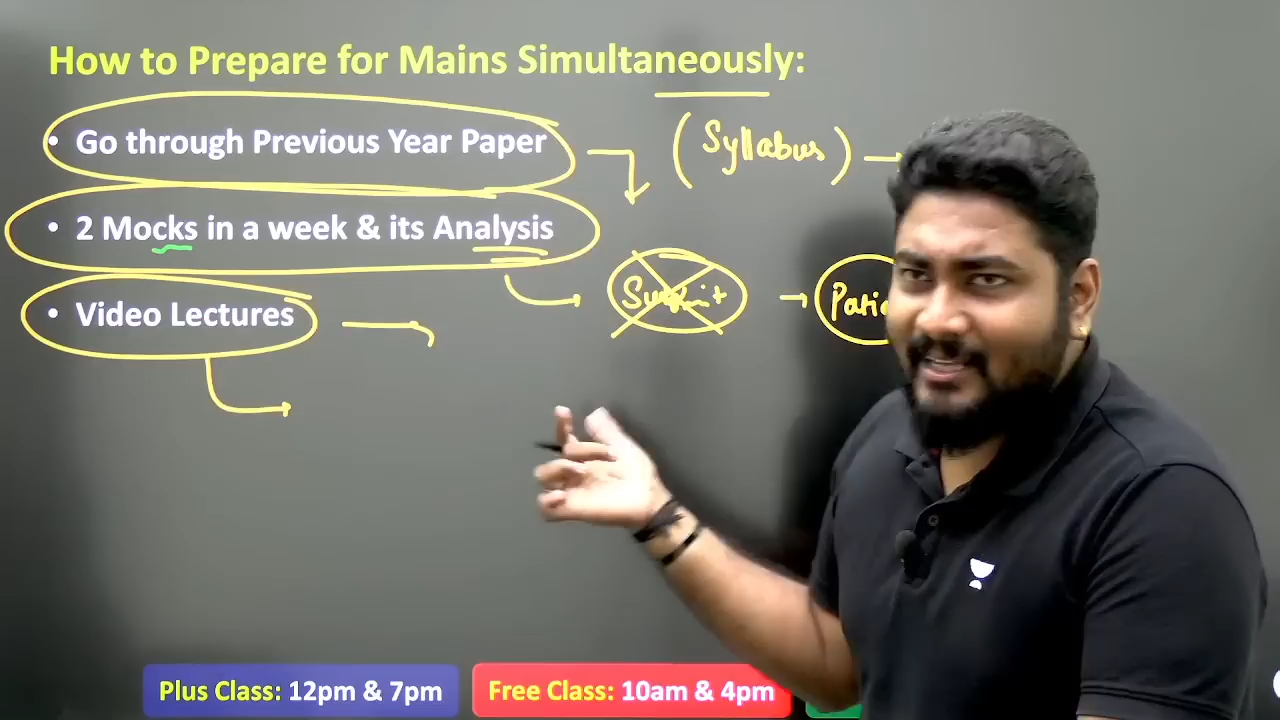 How to Prepare for Mains Simultaneously:
• Go through Previous Year Paper
(Syllabus)
• 2 Mocks in a week & its Analysis
• Video Lectures
Plus Class: 12pm & 7pm
Free Class: 10am & 4pm